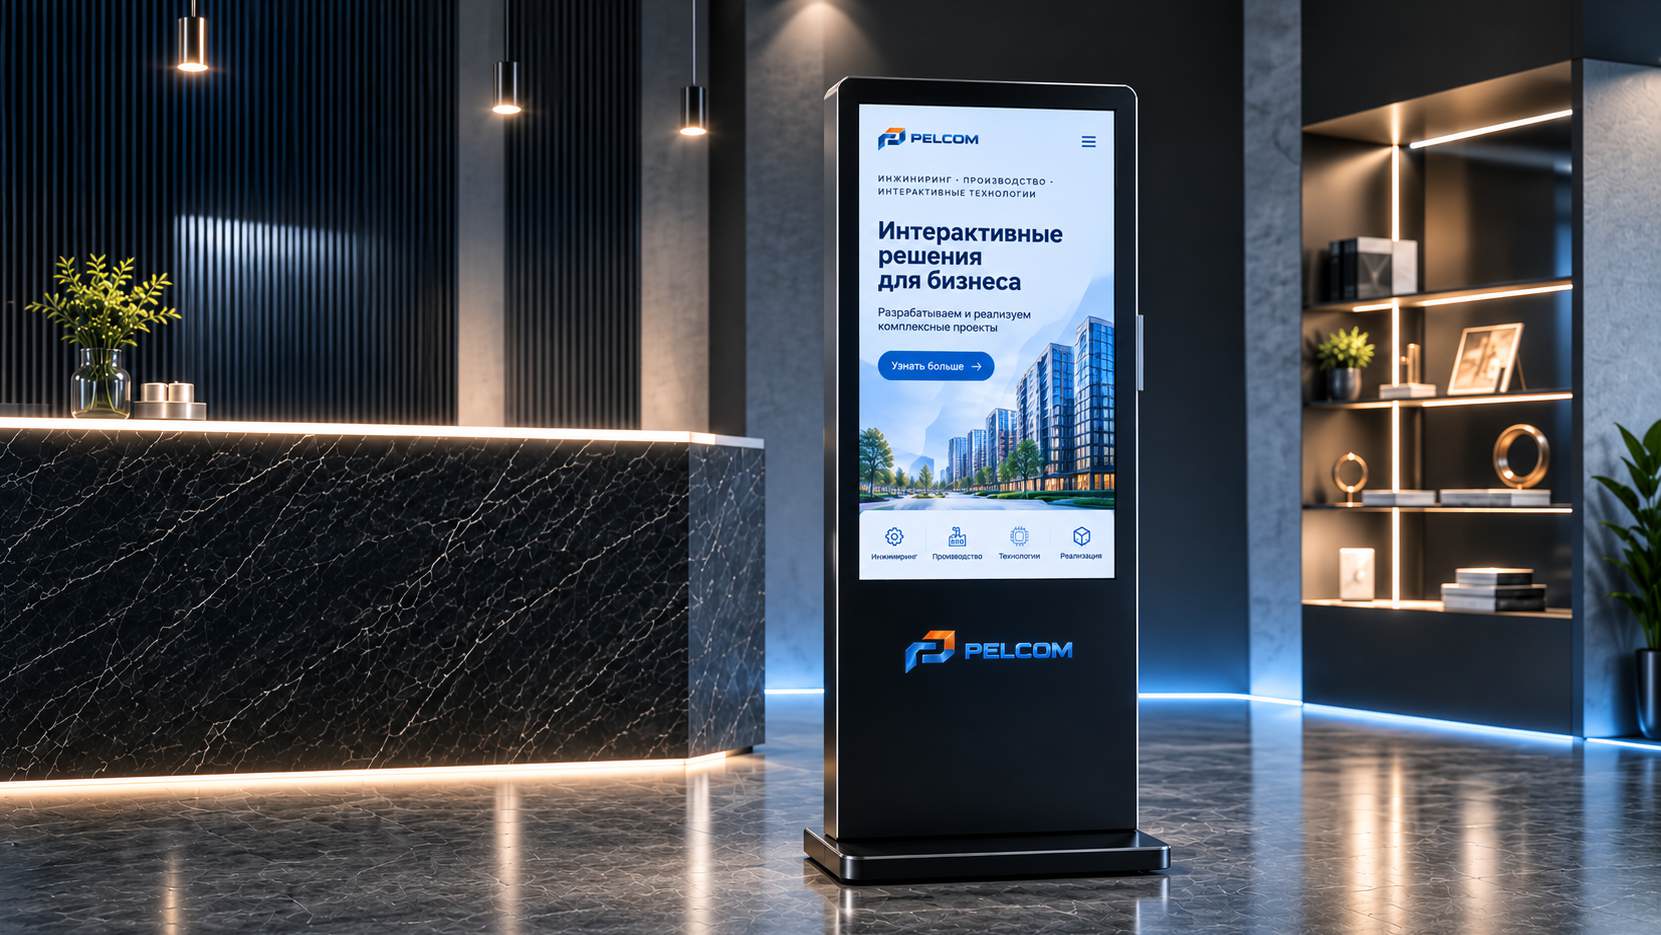 PELCOM
ИНЖИНИРИНГ • ПРОИЗВОДСТВО •
ИНТЕРАКТИВНЫЕ ТЕХНОЛОГИИ
Интерактивные
решения
для бизнеса
Разрабатываем и реализуем
комплексные проекты
Узнать больше →
Инжиниринг Производство Технологии Реализация
PELCOM